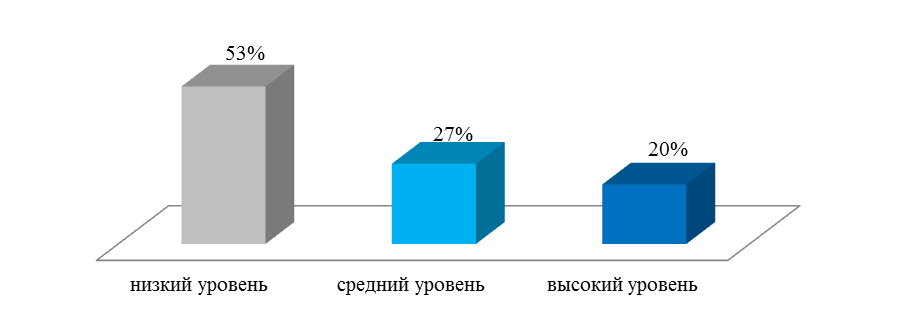 53%
27%
20%
низкий уровень
средний уровень
высокий уровень